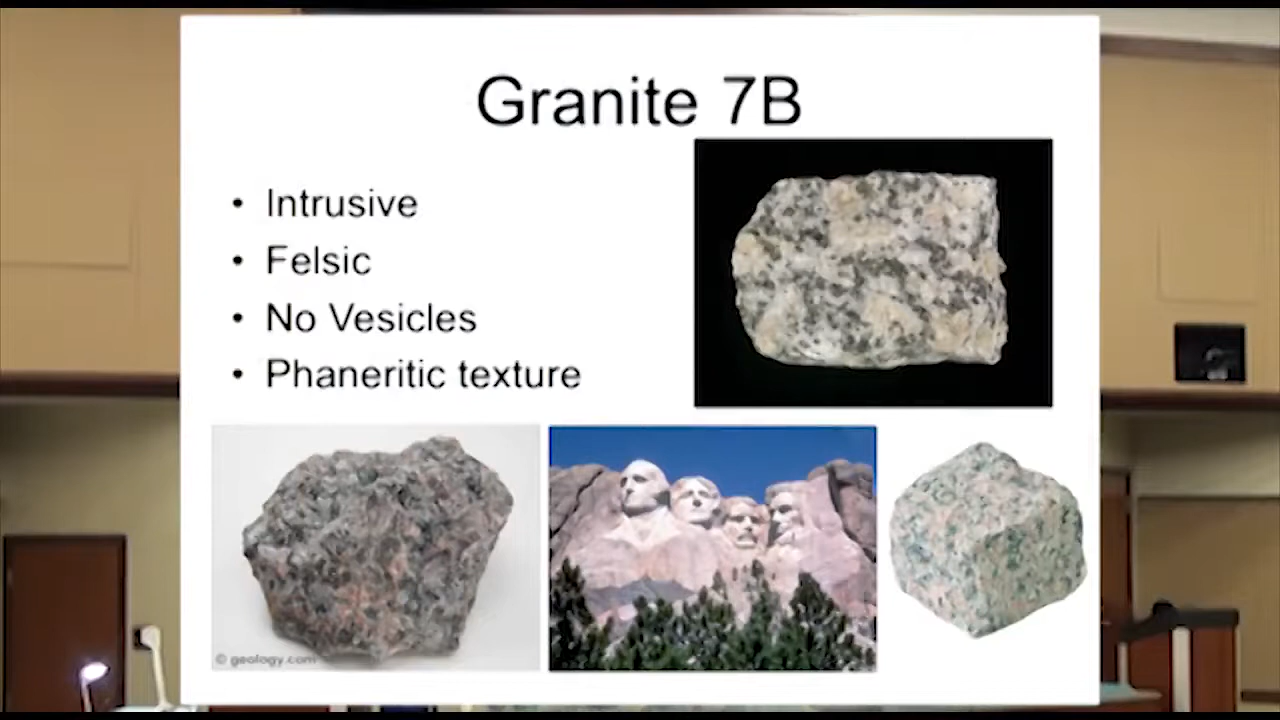 Granite 7B
• Intrusive
• Felsic
• No Vesicles
• Phaneritic texture
© geology.com